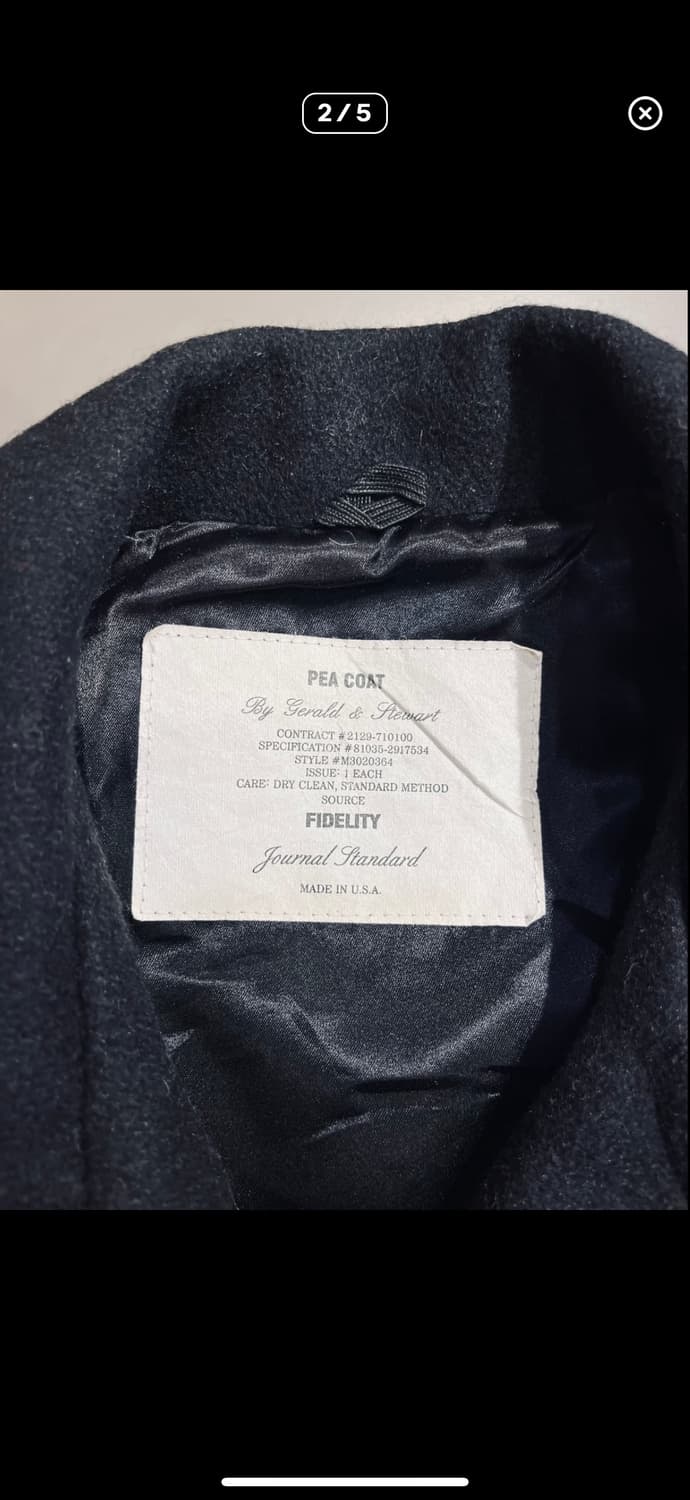 2/5
PEA COAT
By Gerald & Stewart
CONTRACT # 2129-710100
SPECIFICATION # 81035-2917534
STYLE #M3020364
ISSUE: 1 EACH
CARE: DRY CLEAN, STANDARD METHOD
SOURCE
FIDELITY
Journal Standard
MADE IN U.S.A.